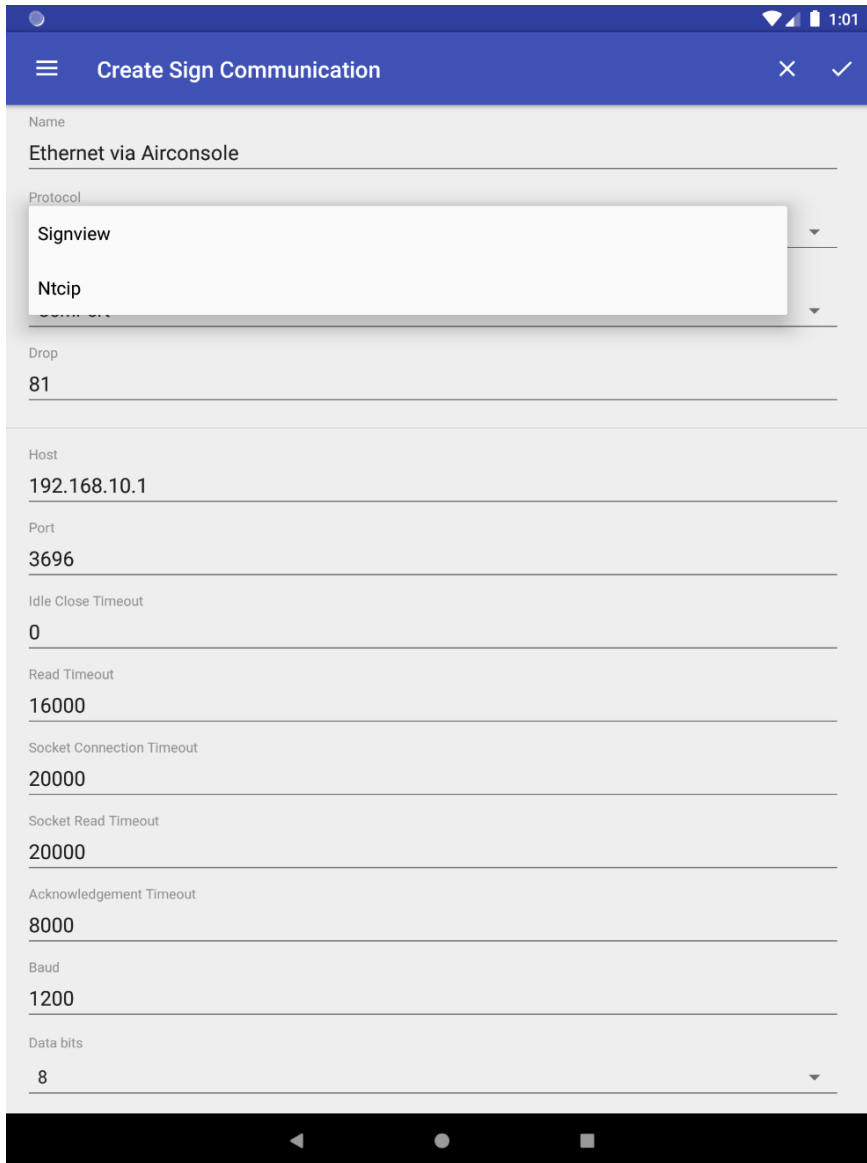 1:01
Create Sign Communication
Name
Ethernet via Airconsole
Protocol
Signview
Ntcip
Drop
81
Host
192.168.10.1
Port
3696
Idle Close Timeout
0
Read Timeout
16000
Socket Connection Timeout
20000
Socket Read Timeout
20000
Acknowledgement Timeout
8000
Baud
1200
Data bits
8